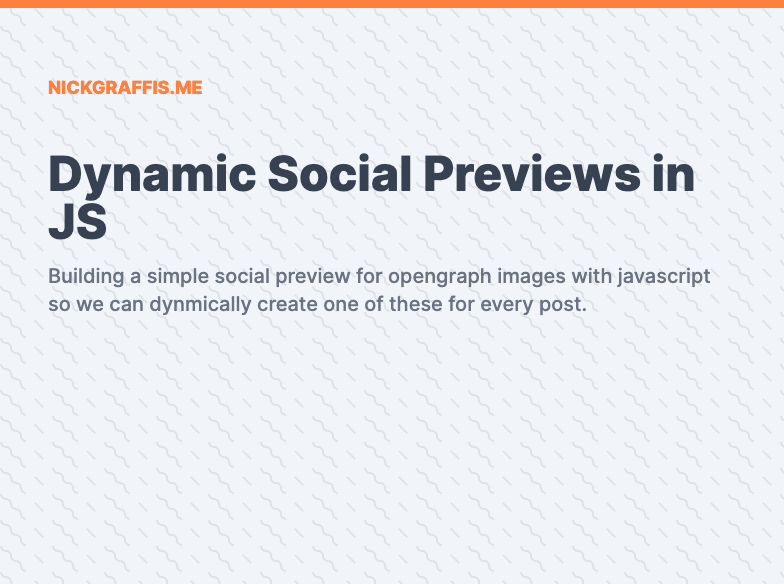 NICKGRAFFIS.ME
Dynamic Social Previews in
JS
Building a simple social preview for opengraph images with javascript
so we can dynmically create one of these for every post.